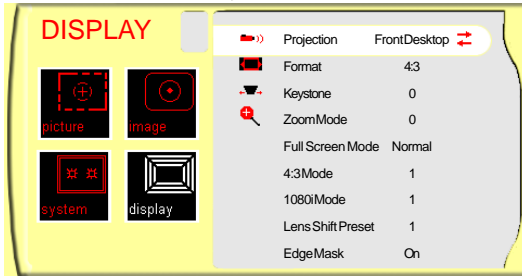 DISPLAY
picture
image
system
display
Projection FrontDesktop
Format 4:3
Keystone 0
ZoomMode 0
Full Screen Mode Normal
4:3Mode 1
1080iMode 1
Lens Shift Preset 1
EdgeMask On